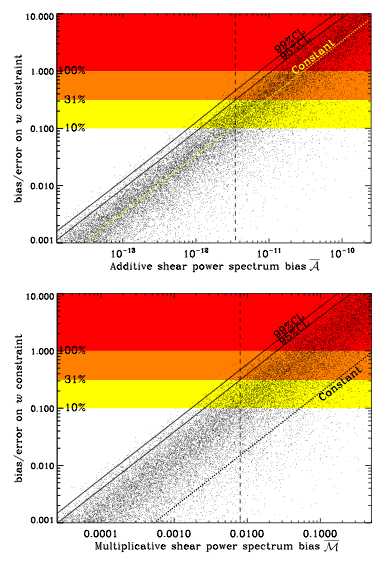 10.000
1.000
0.100
0.010
0.001
bias/error on w constraint
100%
31%
10%
99%CL
95%CL
Constant
10⁻¹³
10⁻¹²
10⁻¹¹
10⁻¹⁰
Additive shear power spectrum bias A̅
10.000
1.000
0.100
0.010
0.001
bias/error on w constraint
100%
31%
10%
99%CL
95%CL
Constant
0.0001
0.0010
0.0100
0.1000
Multiplicative shear power spectrum bias M̅